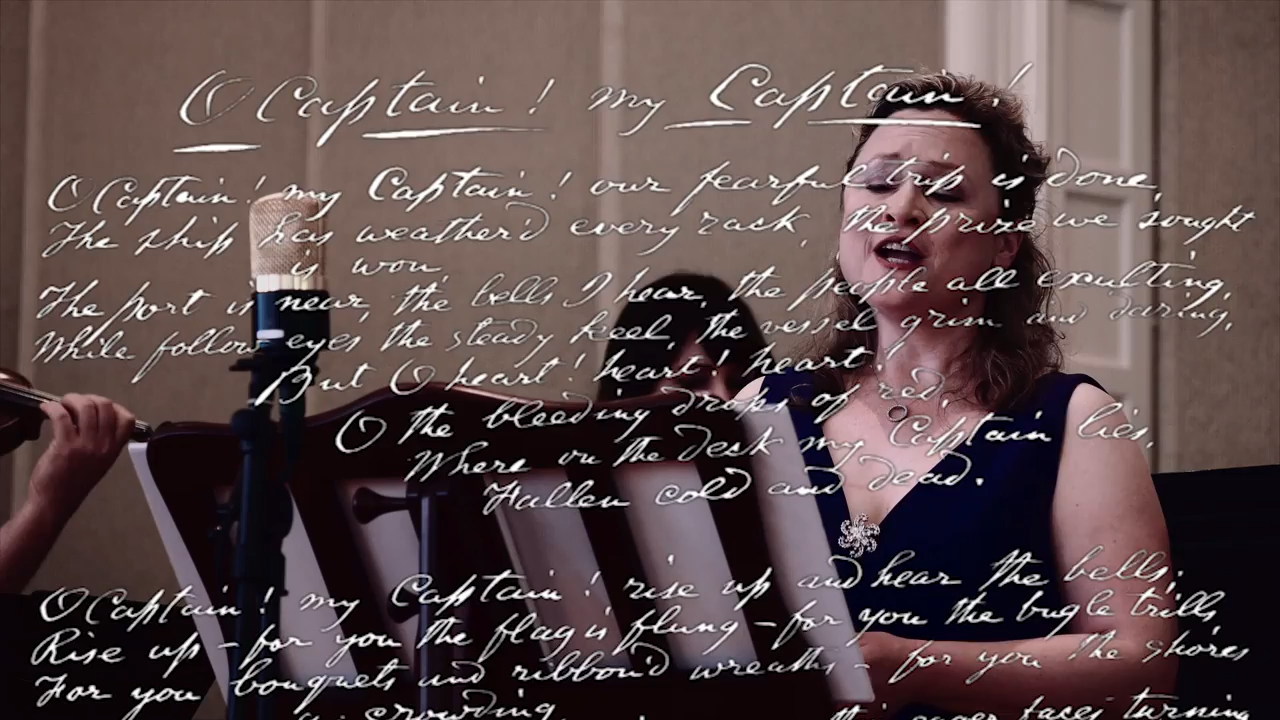 O Captain! my Captain!
O Captain! my Captain! our fearful trip is done,
The ship has weather'd every rack, the prize we sought
is won,
The port is near, the bells I hear, the people all exulting,
While follow eyes the steady keel, the vessel grim and daring,
But O heart! heart! heart!
O the bleeding drops of red,
Where on the deck my Captain lies,
Fallen cold and dead.
O Captain! my Captain! rise up and hear the bells;
Rise up - for you the flag is flung - for you the bugle trills
For you bouquets and ribbon'd wreaths - for you the shores
crowding
eager faces turning